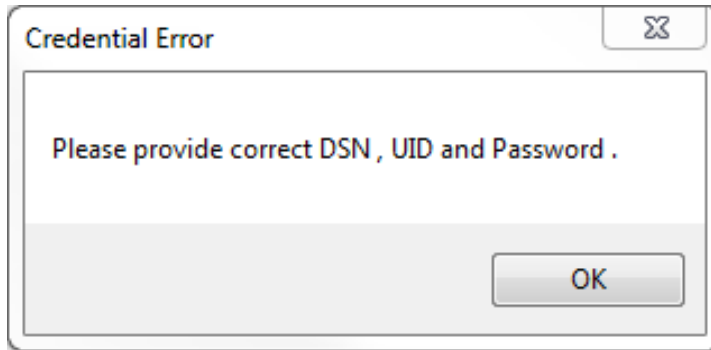 Credential Error
Please provide correct DSN , UID and Password .
OK